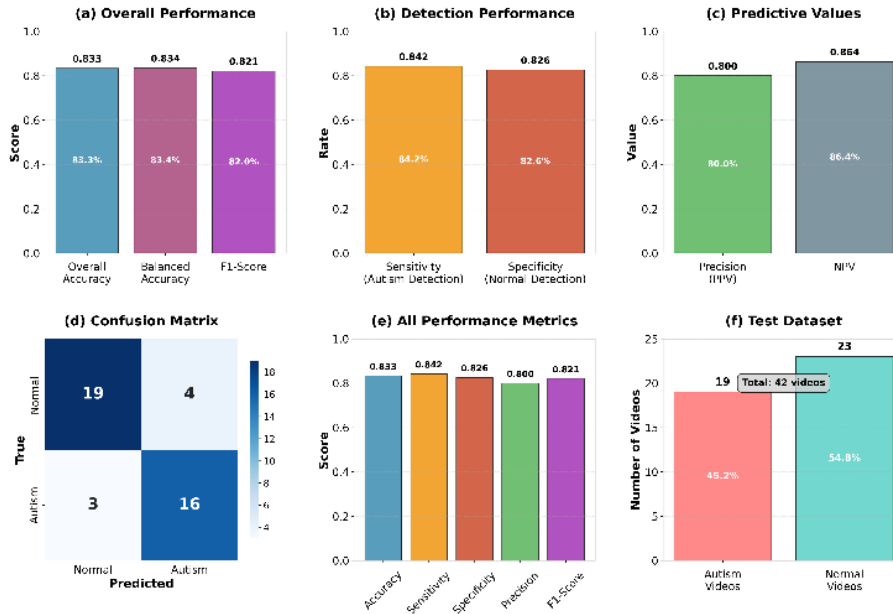 (a) Overall Performance
Score
1.0
0.8
0.6
0.4
0.2
0.0
0.833
0.834
0.821
83.3%
83.4%
82.0%
Overall
Accuracy
Balanced
Accuracy
F1-Score
(b) Detection Performance
Rate
1.0
0.8
0.6
0.4
0.2
0.0
0.842
0.826
84.2%
82.6%
Sensitivity
(Autism Detection)
Specificity
(Normal Detection)
(c) Predictive Values
Value
1.0
0.8
0.6
0.4
0.2
0.0
0.800
0.864
80.0%
86.4%
Precision
(PPV)
NPV
(d) Confusion Matrix
True
Normal
Autism
19
4
3
16
Normal
Autism
Predicted
18
16
14
12
10
8
6
4
(e) All Performance Metrics
Score
1.0
0.8
0.6
0.4
0.2
0.0
0.833
0.842
0.826
0.800
0.821
Accuracy
Sensitivity
Specificity
Precision
F1-Score
(f) Test Dataset
Number of Videos
25
20
15
10
5
0
19
23
Total: 42 videos
45.2%
54.8%
Autism
Videos
Normal
Videos